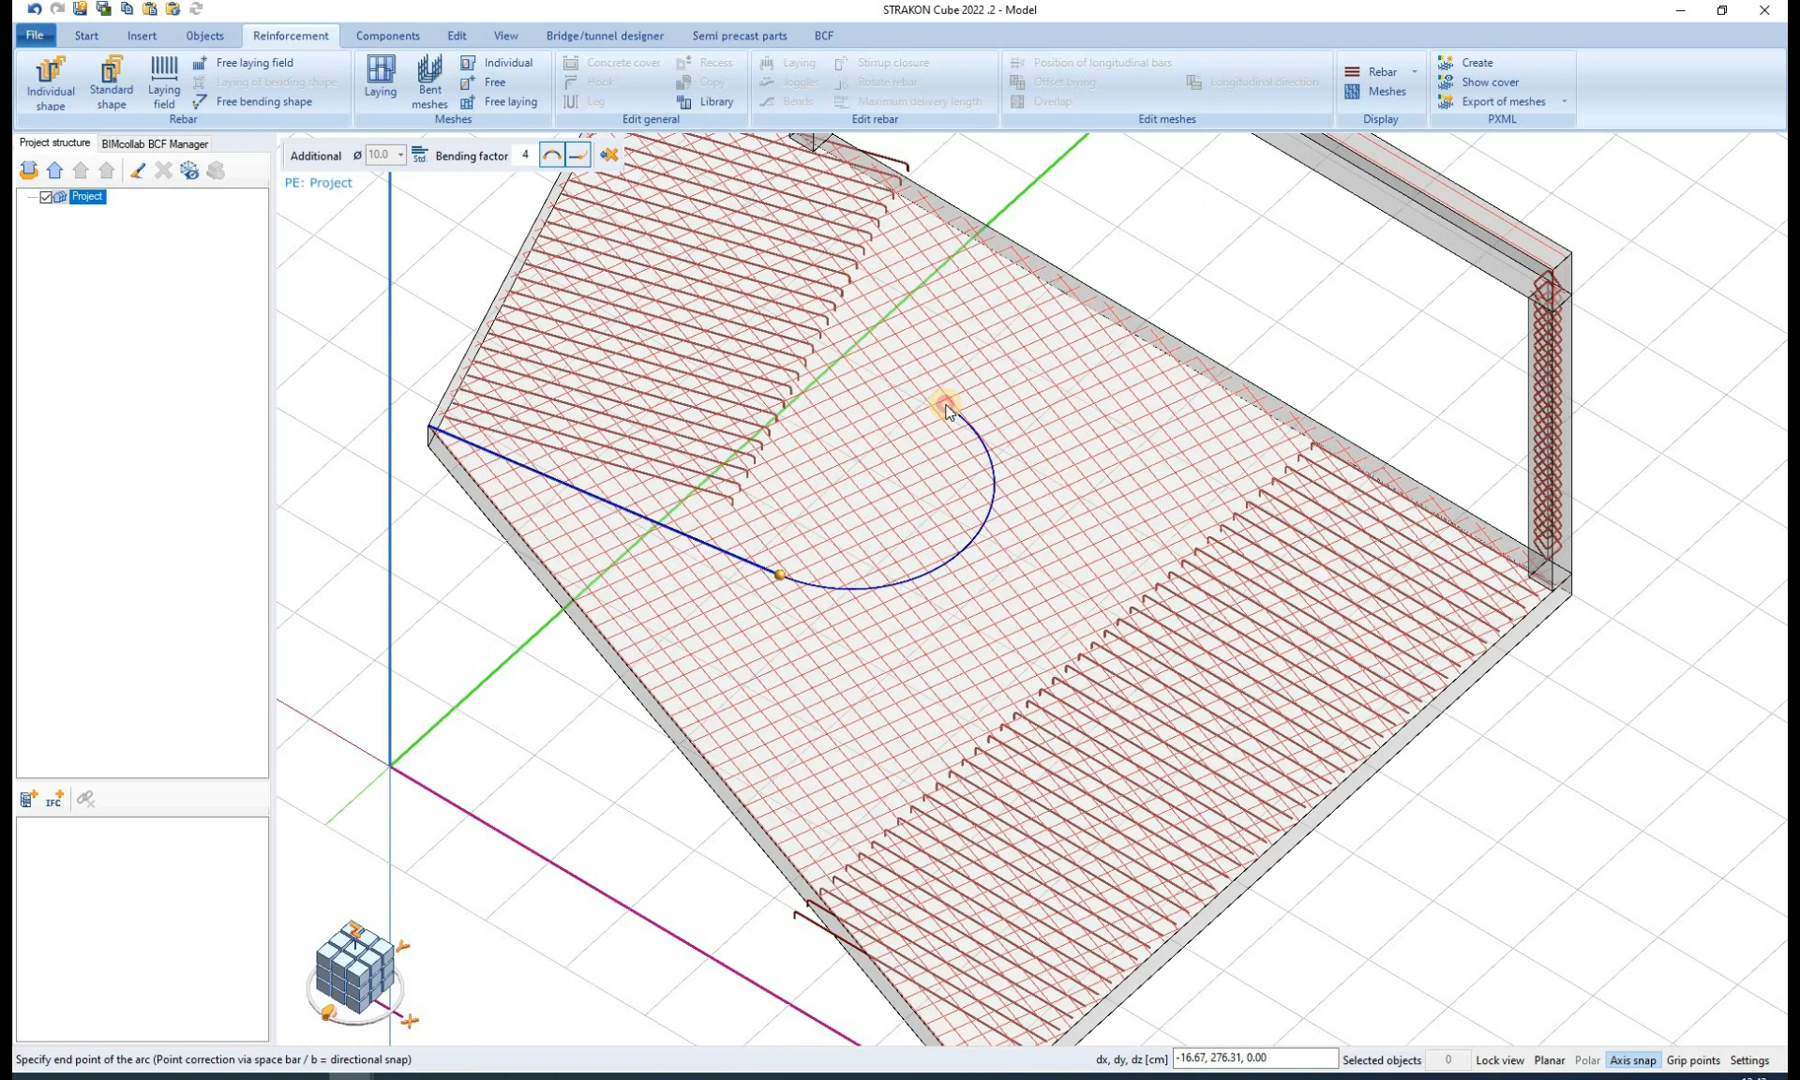 STRAKON Cube 2022 .2 - Model
File Start Insert Objects Reinforcement Components Edit View Bridge/tunnel designer Semi precast parts BCF
Individual shape
Standard shape
Laying field
Free laying field
Laying of bending shape
Free bending shape
Rebar
Laying
Bent meshes
Individual
Free
Free laying
Meshes
Concrete cover
Hook
Leg
Recess
Copy
Library
Edit general
Laying
Joggles
Bends
Stirrup closure
Rotate rebar
Maximum delivery length
Edit rebar
Position of longitudinal bars
Offset laying
Overlap
Longitudinal direction
Edit meshes
Rebar
Meshes
Display
Create
Show cover
Export of meshes
PXML
Project structure BIMcollab BCF Manager
Project
IFC
Additional Ø 10.0 Std. Bending factor 4
PE: Project
Z
Y
X
Specify end point of the arc (Point correction via space bar / b = directional snap) dx, dy, dz [cm] -16.67, 276.31, 0.00 Selected objects 0 Lock view Planar Polar Axis snap Grip points Settings